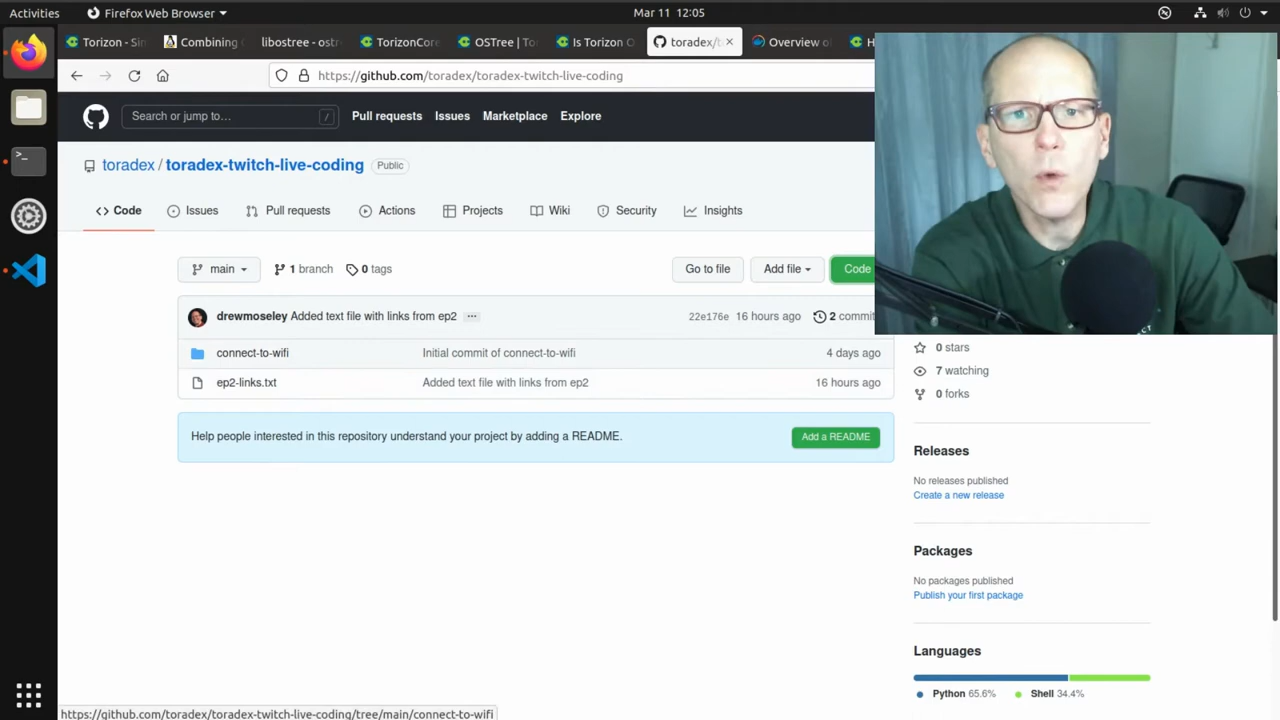 Activities
Firefox Web Browser
Mar 11 12:05
Torizon - Sin
Combining
libostree - ostr
TorizonCor
OSTree | To
Is Torizon O
toradex/t
Overview o
H
https://github.com/toradex/toradex-twitch-live-coding
Search or jump to…
/
Pull requests
Issues
Marketplace
Explore
toradex / toradex-twitch-live-coding
Public
Code
Issues
Pull requests
Actions
Projects
Wiki
Security
Insights
main
1 branch
0 tags
Go to file
Add file
Code
drewmoseley Added text file with links from ep2
22e176e
16 hours ago
2 commit
connect-to-wifi
Initial commit of connect-to-wifi
4 days ago
ep2-links.txt
Added text file with links from ep2
16 hours ago
Help people interested in this repository understand your project by adding a README.
Add a README
0 stars
7 watching
0 forks
Releases
No releases published
Create a new release
Packages
No packages published
Publish your first package
Languages
Python 65.6%
Shell 34.4%
https://github.com/toradex/toradex-twitch-live-coding/tree/main/connect-to-wifi